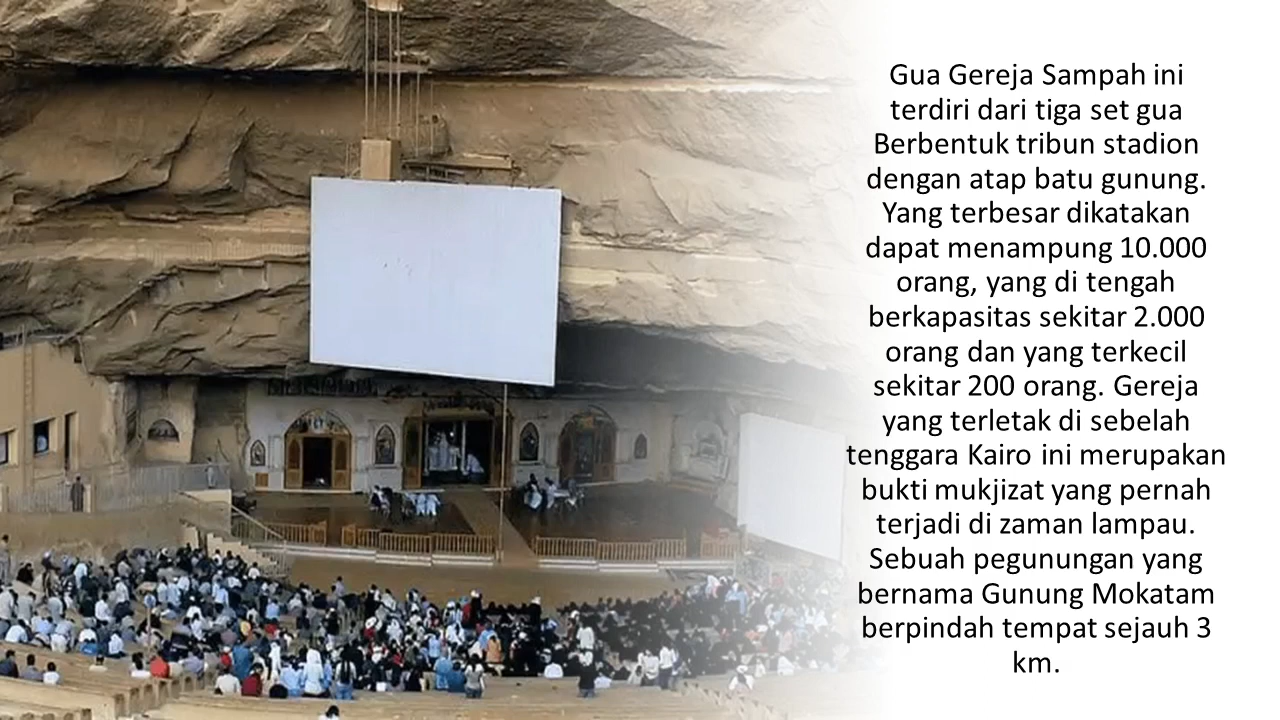 Gua Gereja Sampah ini
terdiri dari tiga set gua
Berbentuk tribun stadion
dengan atap batu gunung.
Yang terbesar dikatakan
dapat menampung 10.000
orang, yang di tengah
berkapasitas sekitar 2.000
orang dan yang terkecil
sekitar 200 orang. Gereja
yang terletak di sebelah
tenggara Kairo ini merupakan
bukti mukjizat yang pernah
terjadi di zaman lampau.
Sebuah pegunungan yang
bernama Gunung Mokatam
berpindah tempat sejauh 3
km.